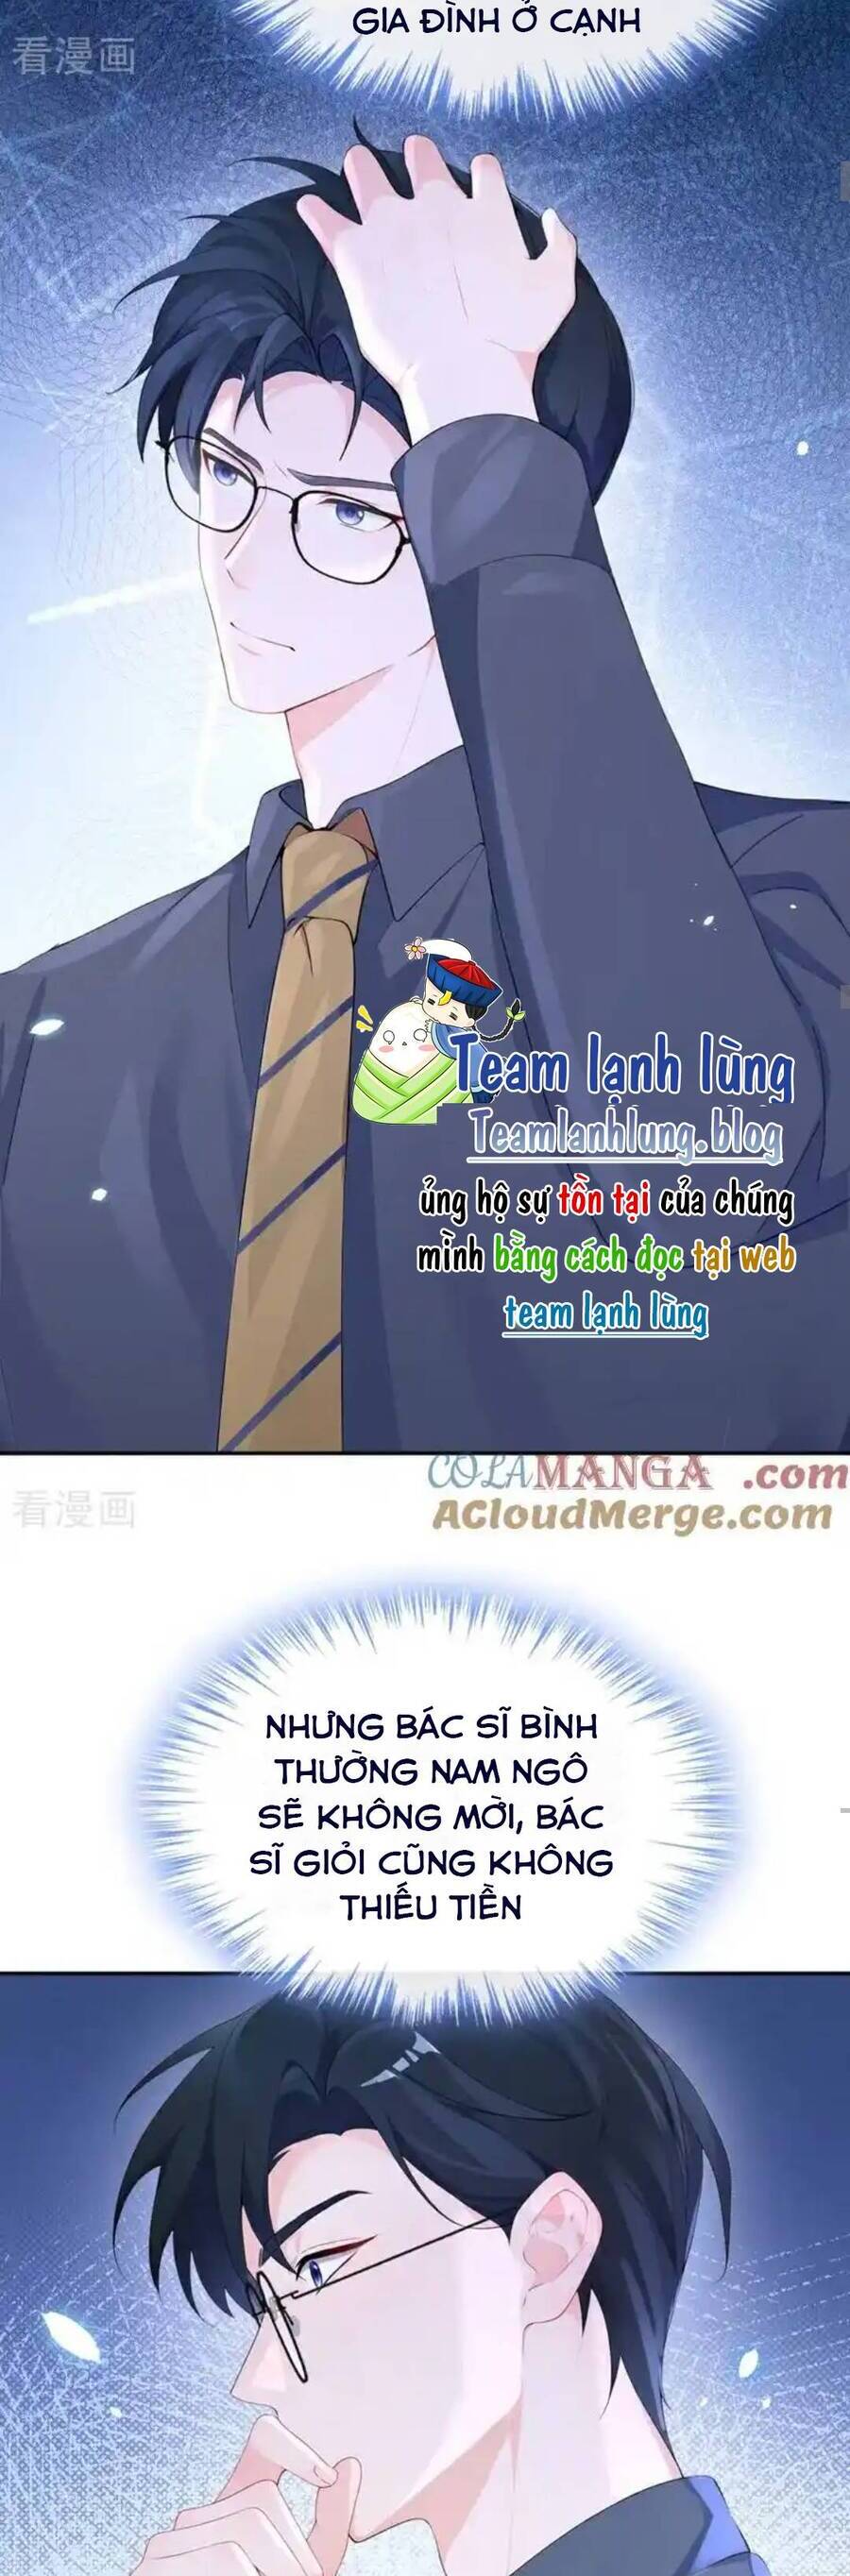 GIA ĐÌNH Ở CẠNH
看漫画
Team lạnh lùng
Teamlanhlung.blog
ủng hộ sự tồn tại của chúng
mình bằng cách đọc tại web
team lạnh lùng
COLAMANGA.com
ACloudMerge.com
看漫画
NHƯNG BÁC SĨ BÌNH
THƯỜNG NAM NGÔ
SẼ KHÔNG MỜI, BÁC
SĨ GIỎI CŨNG KHÔNG
THIẾU TIỀN